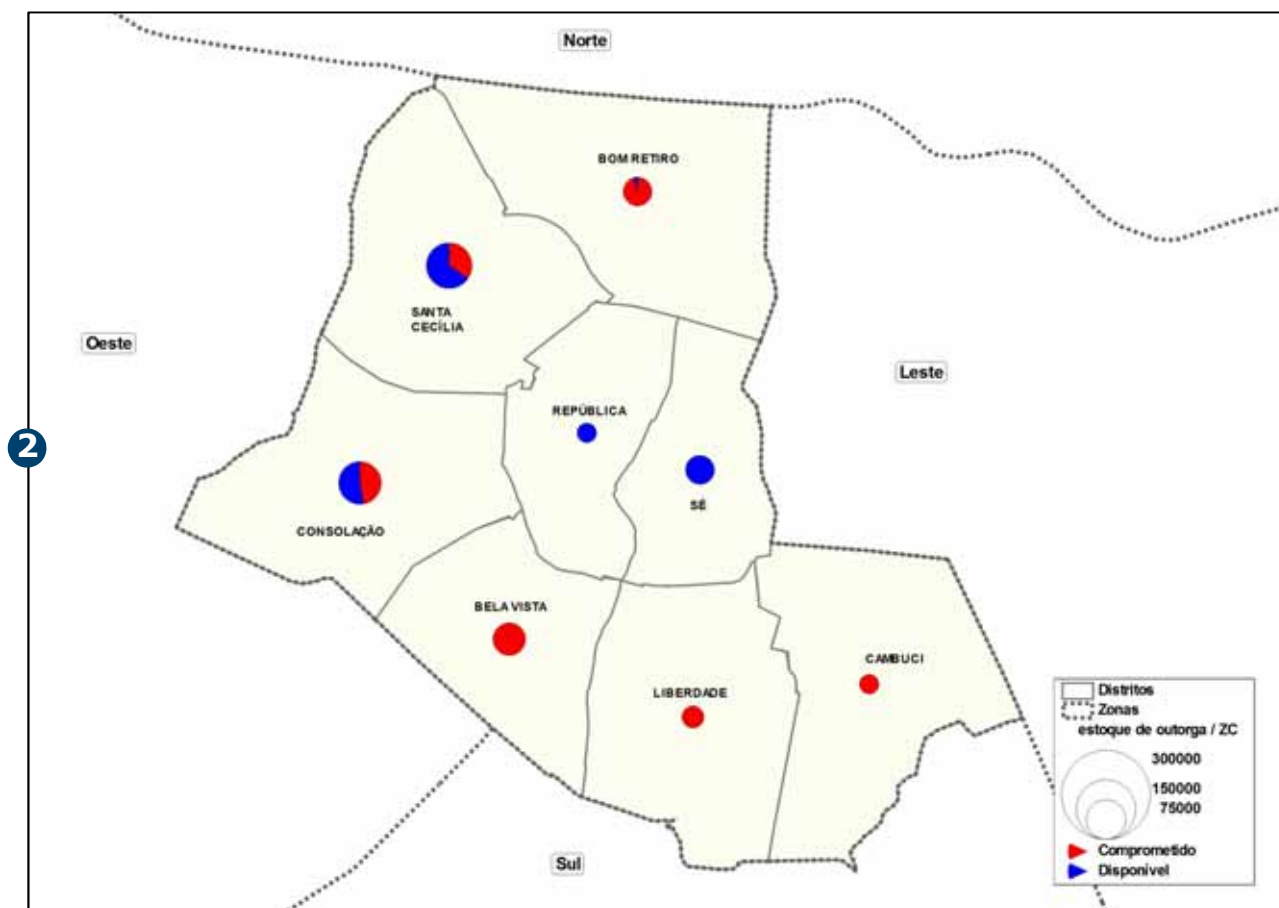 Norte
BOM RETIRO
SANTA
CECÍLIA
Oeste
Leste
REPÚBLICA
2
SÉ
CONSOLAÇÃO
BELA VISTA
CAMBUCI
LIBERDADE
Distritos
Zonas
estoque de outorga / ZC
300000
150000
75000
Comprometido
Disponível
Sul